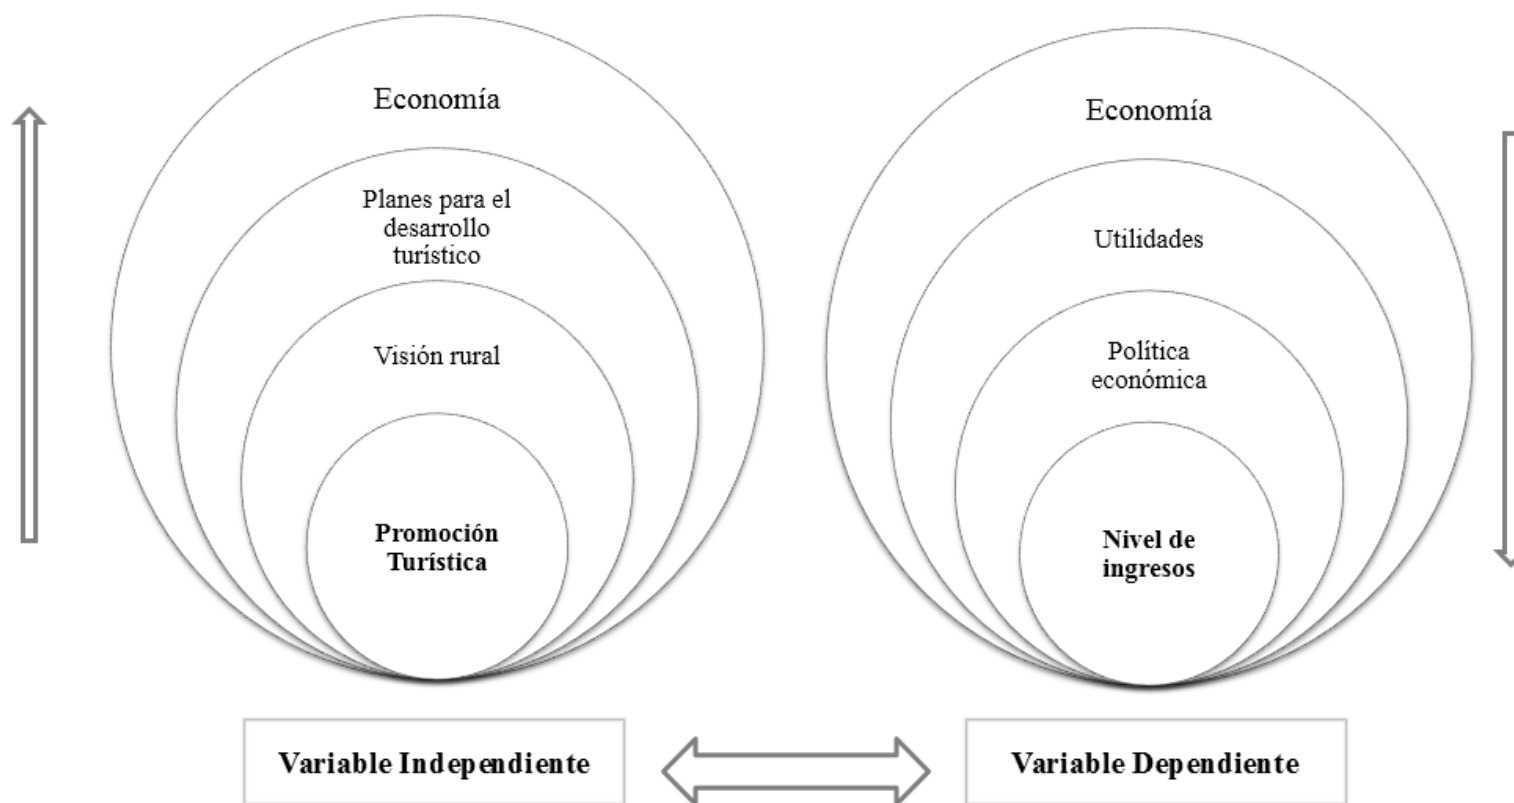 Economía
Planes para el
desarrollo
turístico
Visión rural
Promoción
Turística
Economía
Utilidades
Política
económica
Nivel de
ingresos
Variable Independiente
Variable Dependiente